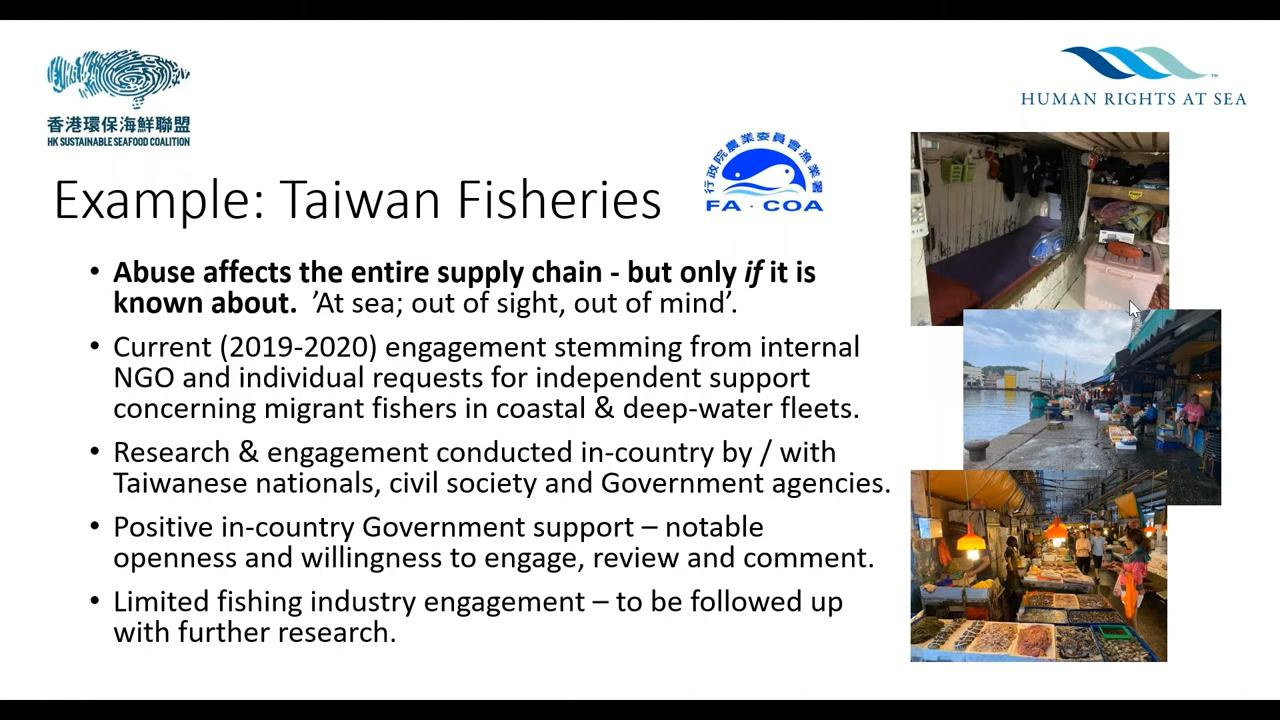 香港環保海鮮聯盟
HK SUSTAINABLE SEAFOOD COALITION
HUMAN RIGHTS AT SEA
TM
行政院農業委員會漁業署
FA · COA
Example: Taiwan Fisheries
• Abuse affects the entire supply chain - but only if it is
known about. ’At sea; out of sight, out of mind’.
• Current (2019-2020) engagement stemming from internal
NGO and individual requests for independent support
concerning migrant fishers in coastal & deep-water fleets.
• Research & engagement conducted in-country by / with
Taiwanese nationals, civil society and Government agencies.
• Positive in-country Government support – notable
openness and willingness to engage, review and comment.
• Limited fishing industry engagement – to be followed up
with further research.